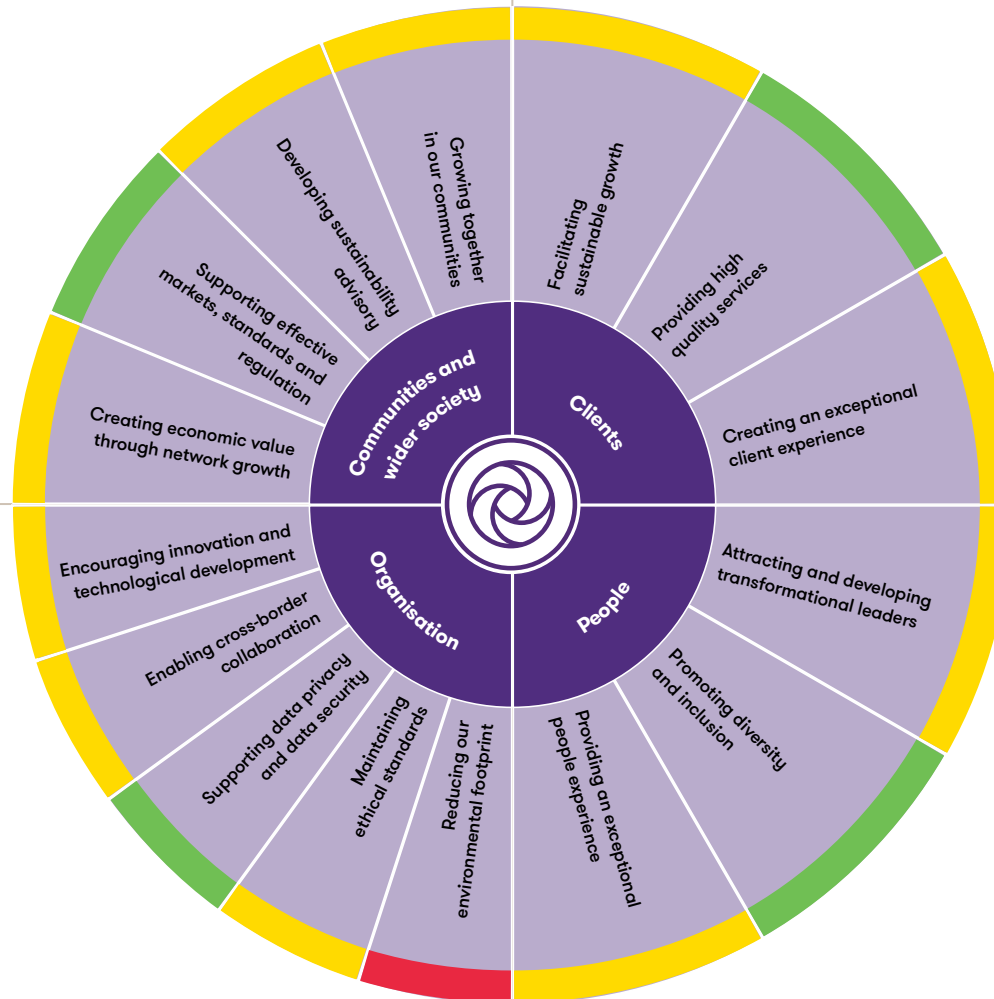 Communities and
wider society
Clients
People
Organisation
Facilitating
sustainable growth
Providing high
quality services
Creating an exceptional
client experience
Attracting and developing
transformational leaders
Promoting diversity
and inclusion
Providing an exceptional
people experience
Reducing our
environmental footprint
Maintaining
ethical standards
Supporting data privacy
and data security
Enabling cross-border
collaboration
Encouraging innovation and
technological development
Creating economic value
through network growth
Supporting effective
markets, standards and
regulation
Developing sustainability
advisory
Growing together
in our communities